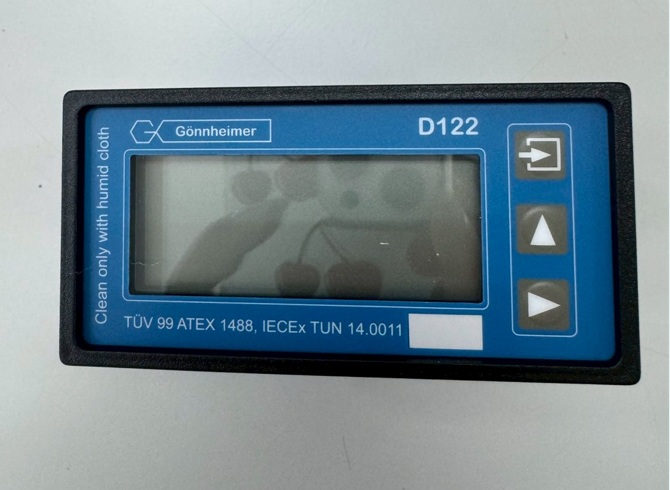 Gönnheimer
D122
Clean only with humid cloth
TÜV 99 ATEX 1488, IECEx TUN 14.0011